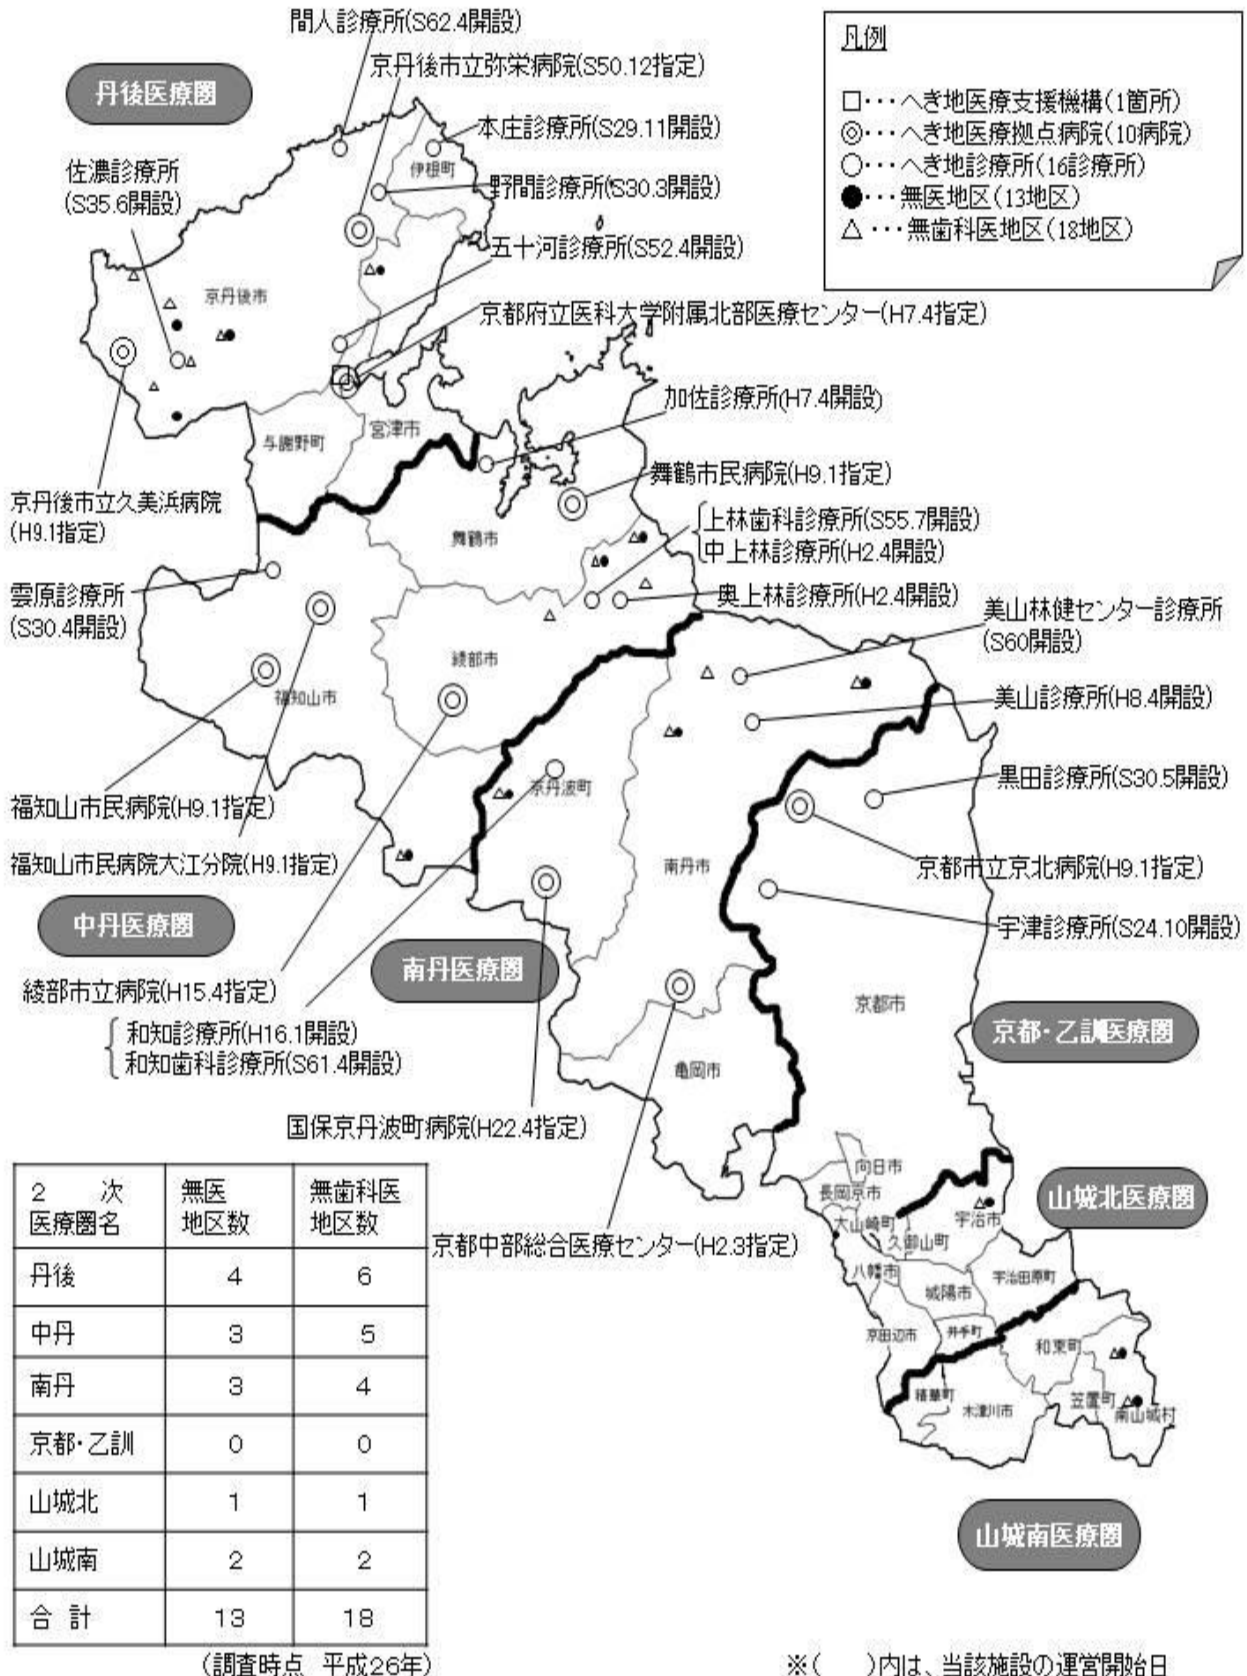 間人診療所(S62.4開設)
京丹後市立弥栄病院(S50.12指定)
丹後医療圏
本庄診療所(S29.11開設)
伊根町
佐濃診療所
(S35.6開設)
野間診療所(S30.3開設)
五十河診療所(S52.4開設)
京丹後市
京都府立医科大学附属北部医療センター(H7.4指定)
凡例
□・・・へき地医療支援機構(1箇所)
◎・・・へき地医療拠点病院(10病院)
○・・・へき地診療所(16診療所)
●・・・無医地区(13地区)
△・・・無歯科医地区(18地区)
加佐診療所(H7.4開設)
与謝野町
宮津市
舞鶴市民病院(H9.1指定)
京丹後市立久美浜病院
(H9.1指定)
舞鶴市
上林歯科診療所(S55.7開設)
中上林診療所(H2.4開設)
雲原診療所
(S30.4開設)
奥上林診療所(H2.4開設)
美山林健センター診療所
(S60開設)
綾部市
福知山市
美山診療所(H8.4開設)
黒田診療所(S30.5開設)
京丹波町
福知山市民病院(H9.1指定)
福知山市民病院大江分院(H9.1指定)
南丹市
京都市立京北病院(H9.1指定)
中丹医療圏
宇津診療所(S24.10開設)
南丹医療圏
綾部市立病院(H15.4指定)
京都市
京都・乙訓医療圏
和知診療所(H16.1開設)
和知歯科診療所(S61.4開設)
亀岡市
国保京丹波町病院(H22.4指定)
向日市
長岡京市
山城北医療圏
大山崎町
宇治市
久御山町
京都中部総合医療センター(H2.3指定)
八幡市
宇治田原町
城陽市
京田辺市
井手町
和束町
精華町
木津川市
笠置町
南山城村
山城南医療圏
2 次
医療圏名 無医
地区数 無歯科医
地区数
丹後 4 6
中丹 3 5
南丹 3 4
京都・乙訓 0 0
山城北 1 1
山城南 2 2
合 計 13 18
(調査時点 平成26年)
※( )内は、当該施設の運営開始日